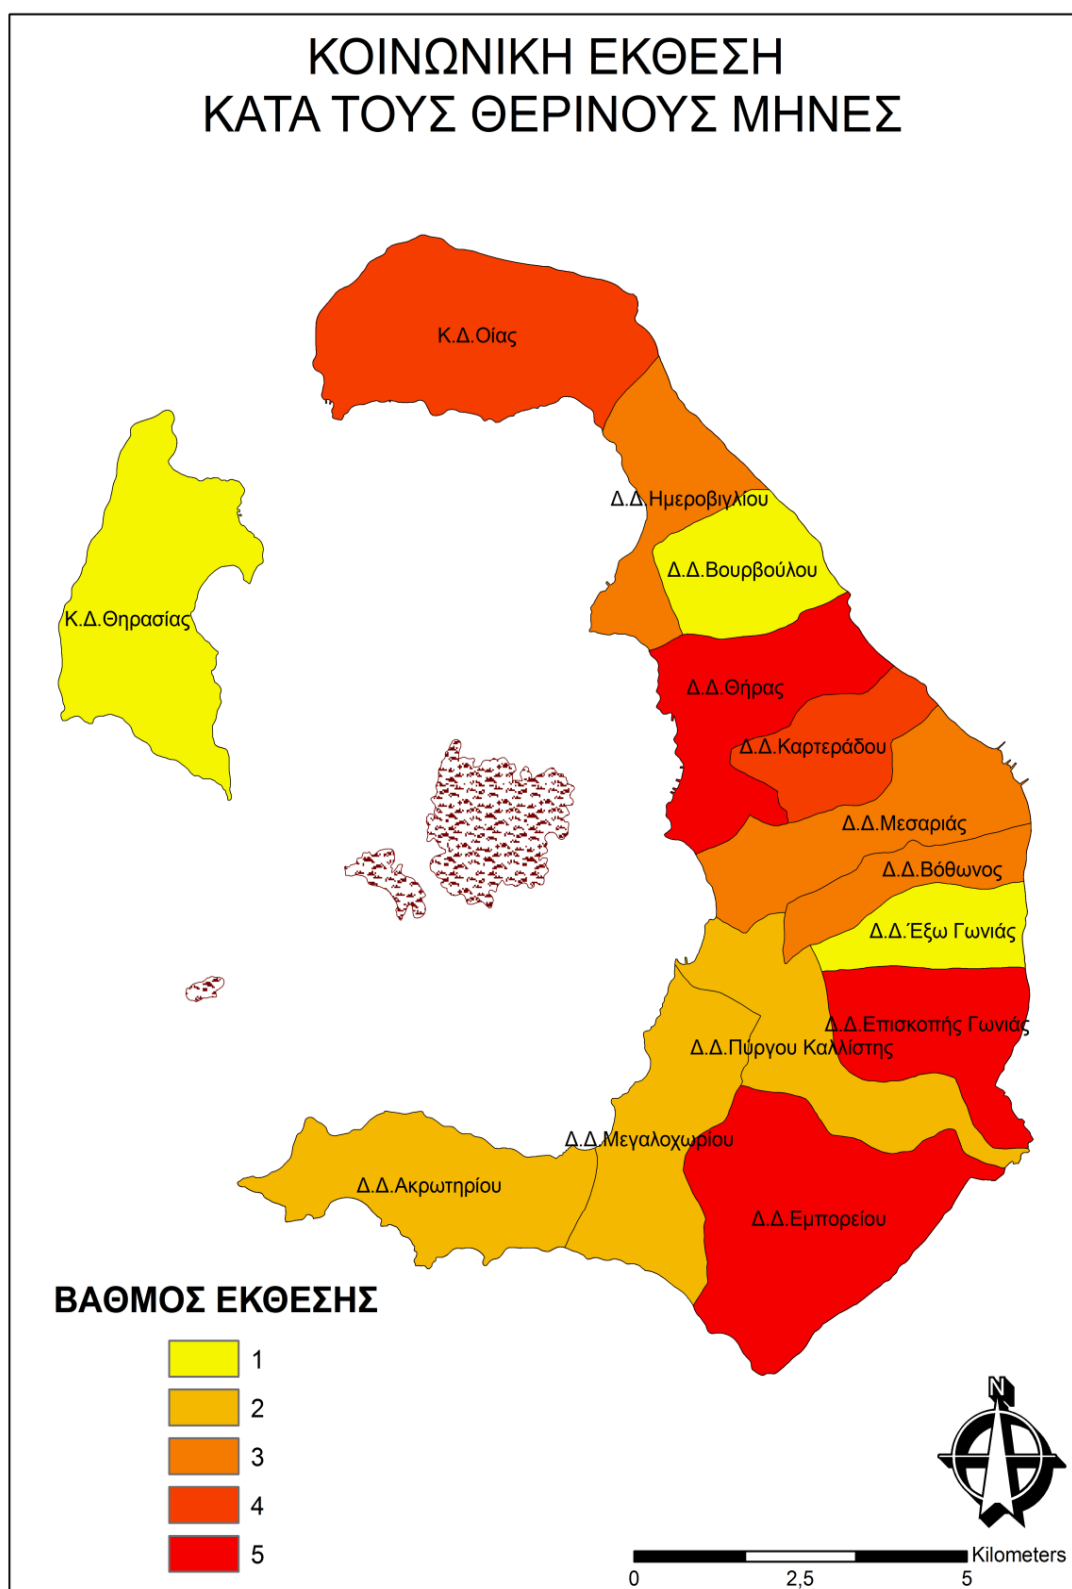 ΚΟΙΝΩΝΙΚΗ ΕΚΘΕΣΗ
ΚΑΤΑ ΤΟΥΣ ΘΕΡΙΝΟΥΣ ΜΗΝΕΣ
Κ.Δ.Οίας
Δ.Δ.Ημεροβιγλίου
Δ.Δ.Βουρβούλου
Κ.Δ.Θηρασίας
Δ.Δ.Θήρας
Δ.Δ.Καρτεράδου
Δ.Δ.Μεσαριάς
Δ.Δ.Βόθωνος
Δ.Δ.Έξω Γωνιάς
Δ.Δ.Επισκοπής Γωνιάς
Δ.Δ.Πύργου Καλλίστης
Δ.Δ.Μεγαλοχωρίου
Δ.Δ.Ακρωτηρίου
Δ.Δ.Εμπορείου
ΒΑΘΜΟΣ ΕΚΘΕΣΗΣ
1
2
3
4
5
N
Kilometers
0 2,5 5